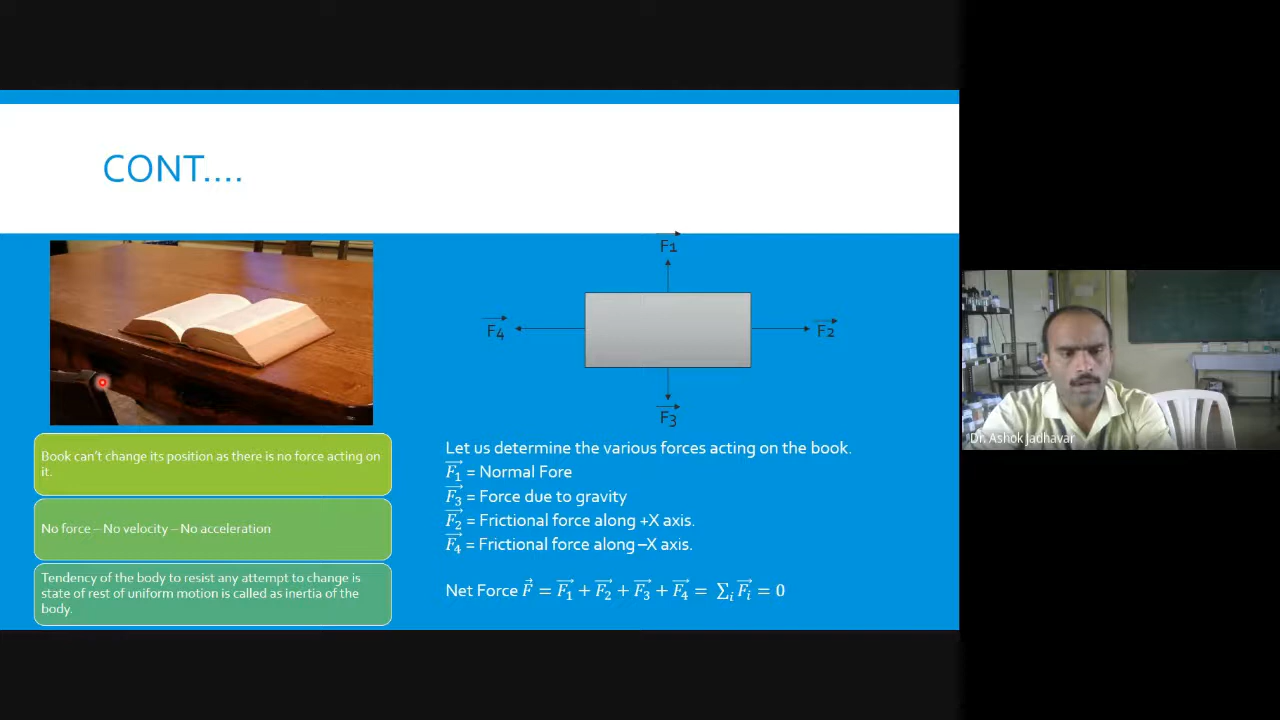 CONT....
F1
F4
F2
F3
Book can't change its position as there is no force acting on
it.
No force – No velocity – No acceleration
Tendency of the body to resist any attempt to change is
state of rest of uniform motion is called as inertia of the
body.
Let us determine the various forces acting on the book.
F₁ = Normal Fore
F₃ = Force due to gravity
F₂ = Frictional force along +X axis.
F₄ = Frictional force along –X axis.
Net Force F⃗ = F₁⃗ + F₂⃗ + F₃⃗ + F₄⃗ = ∑ᵢ Fᵢ⃗ = 0
Dr. Ashok Jadhavar